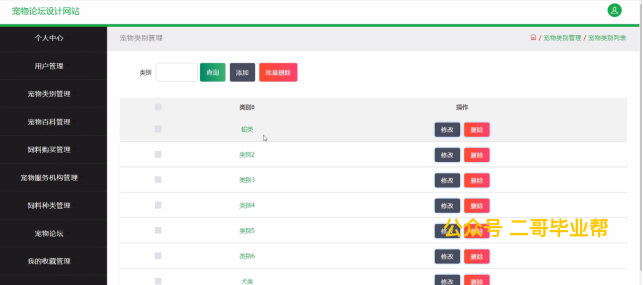 宠物论坛设计网站
个人中心
宠物类别管理
/ 宠物类别管理 / 宠物类别列表
用户管理
类别 查询 添加 批量删除
宠物类别管理
类别 操作
宠物百科管理
修改 删除
饲料购买管理
类别2 修改 删除
宠物服务机构管理
类别3 修改 删除
饲料种类管理
类别4 修改 删除
宠物论坛
类别5 修改 删除
公众号 二哥毕业帮
我的收藏管理
类别6 修改 删除
犬类 修改 删除